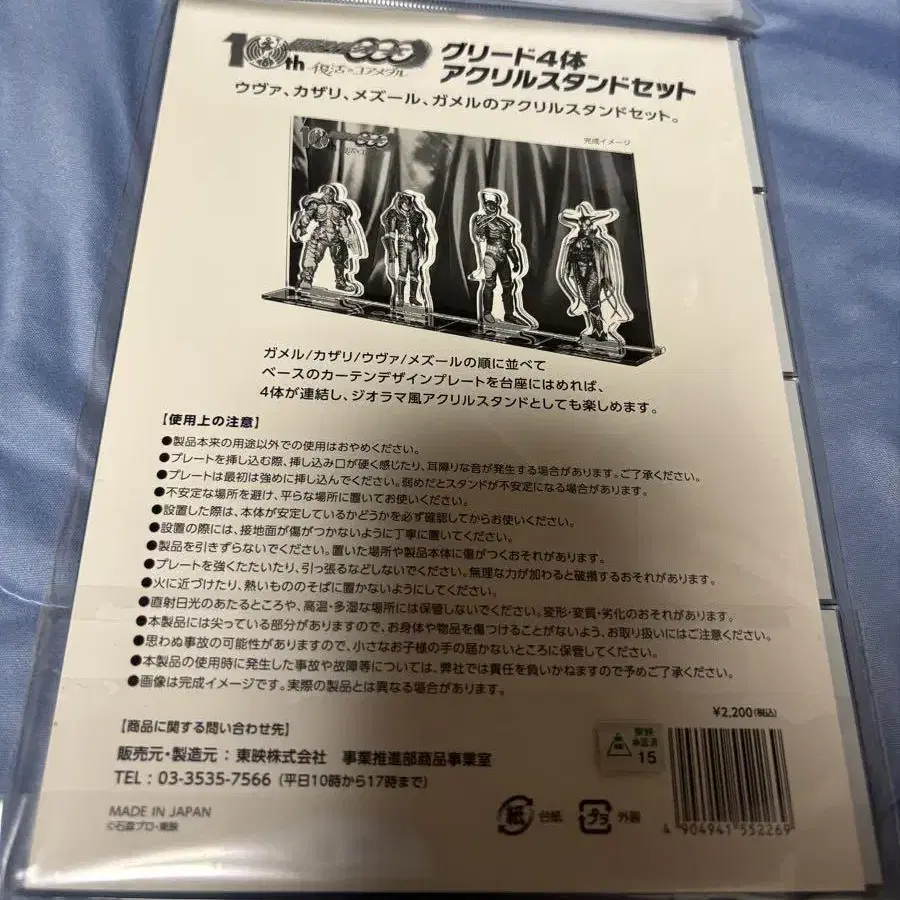 10th 復活のコアメダル
グリード4体
アクリルスタンドセット
ウヴァ、カザリ、メズール、ガメルのアクリルスタンドセット。
完成イメージ
ガメル/カザリ/ウヴァ/メズールの順に並べて
ベースのカーテンデザインプレートを台座にはめれば、
4体が連結し、ジオラマ風アクリルスタンドとしても楽しめます。
【使用上の注意】
●製品本来の用途以外での使用はおやめください。
●プレートを挿し込む際、挿し込み口が硬く感じたり、耳障りな音が発生する場合があります。ご了承ください。
●プレートは最初は強めに挿し込んでください。弱めだとスタンドが不安定になる場合があります。
●不安定な場所を避け、平らな場所に置いてお使いください。
●設置した際は、本体が安定しているかどうかを必ず確認してからお使いください。
●設置の際には、接地面が傷がつかないように丁寧に置いてください。
●製品を引きずらないでください。置いた場所や製品本体に傷がつくおそれがあります。
●プレートを強くたたいたり、引っ張るなどしないでください。無理な力が加わると破損するおそれがあります。
●火に近づけたり、熱いもののそばに置かないようにしてください。
●直射日光のあたるところや、高温・多湿な場所には保管しないでください。変形・変質・劣化のおそれがあります。
●本製品には尖っている部分がありますので、お身体や物品を傷つけることがないよう、お取り扱いにはご注意ください。
●思わぬ事故の可能性がありますので、小さなお子様の手の届かないところに保管してください。
●本製品の使用時に発生した事故や故障等については、弊社では責任を負いかねますので予めご了承ください。
●画像は完成イメージです。実際の製品とは異なる場合があります。
¥2,200(税込)
【商品に関する問い合わせ先】
販売元・製造元：東映株式会社 事業推進部商品事業室
TEL：03-3535-7566（平日10時から17時まで）
東映
承認済
15
MADE IN JAPAN
©石森プロ・東映
紙 台紙 プラ 外装
4 904941 552269